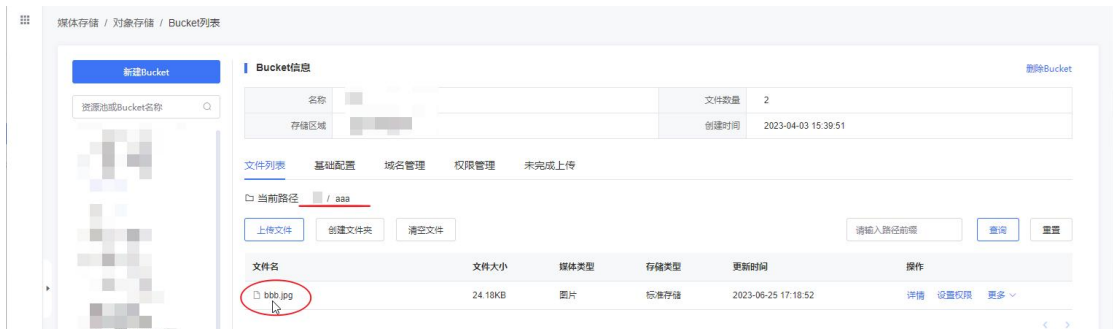 媒体存储 / 对象存储 / Bucket列表
新建Bucket
资源池或Bucket名称
Bucket信息
删除Bucket
名称
文件数量 2
存储区域
创建时间 2023-04-03 15:39:51
文件列表 基础配置 域名管理 权限管理 未完成上传
当前路径 / aaa
上传文件 创建文件夹 清空文件 请输入路径前缀 查询 重置
文件名 文件大小 媒体类型 存储类型 更新时间 操作
bbb.jpg 24.18KB 图片 标准存储 2023-06-25 17:18:52 详情 设置权限 更多